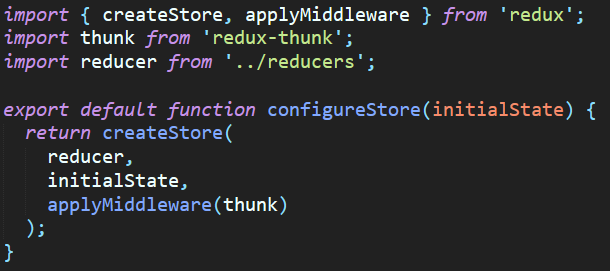 import { createStore, applyMiddleware } from 'redux';
import thunk from 'redux-thunk';
import reducer from '../reducers';

export default function configureStore(initialState) {
  return createStore(
    reducer,
    initialState,
    applyMiddleware(thunk)
  );
}